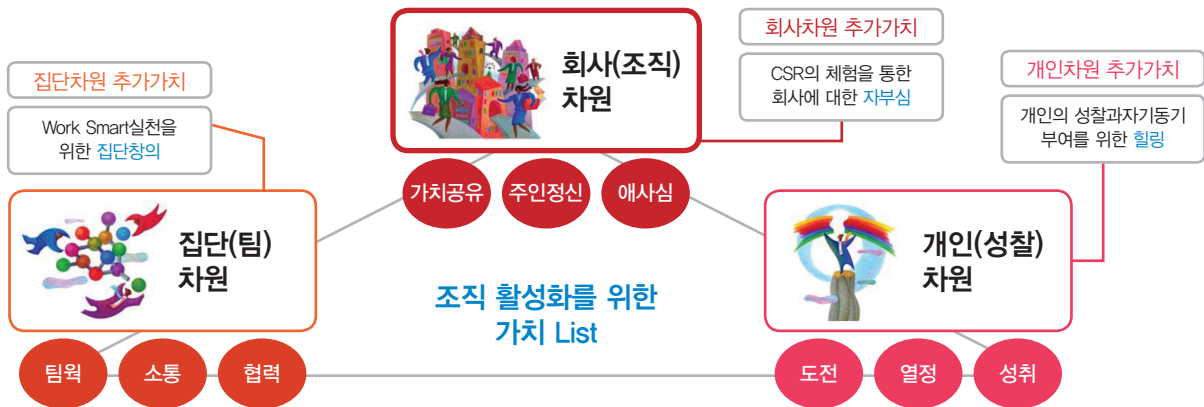 회사차원 추가가치
CSR의 체험을 통한
회사에 대한 자부심
회사(조직)
차원
가치공유
주인정신
애사심
집단차원 추가가치
Work Smart실천을
위한 집단창의
집단(팀)
차원
팀웍
소통
협력
개인차원 추가가치
개인의 성찰과자기동기
부여를 위한 힐링
개인(성찰)
차원
도전
열정
성취
조직 활성화를 위한
가치 List